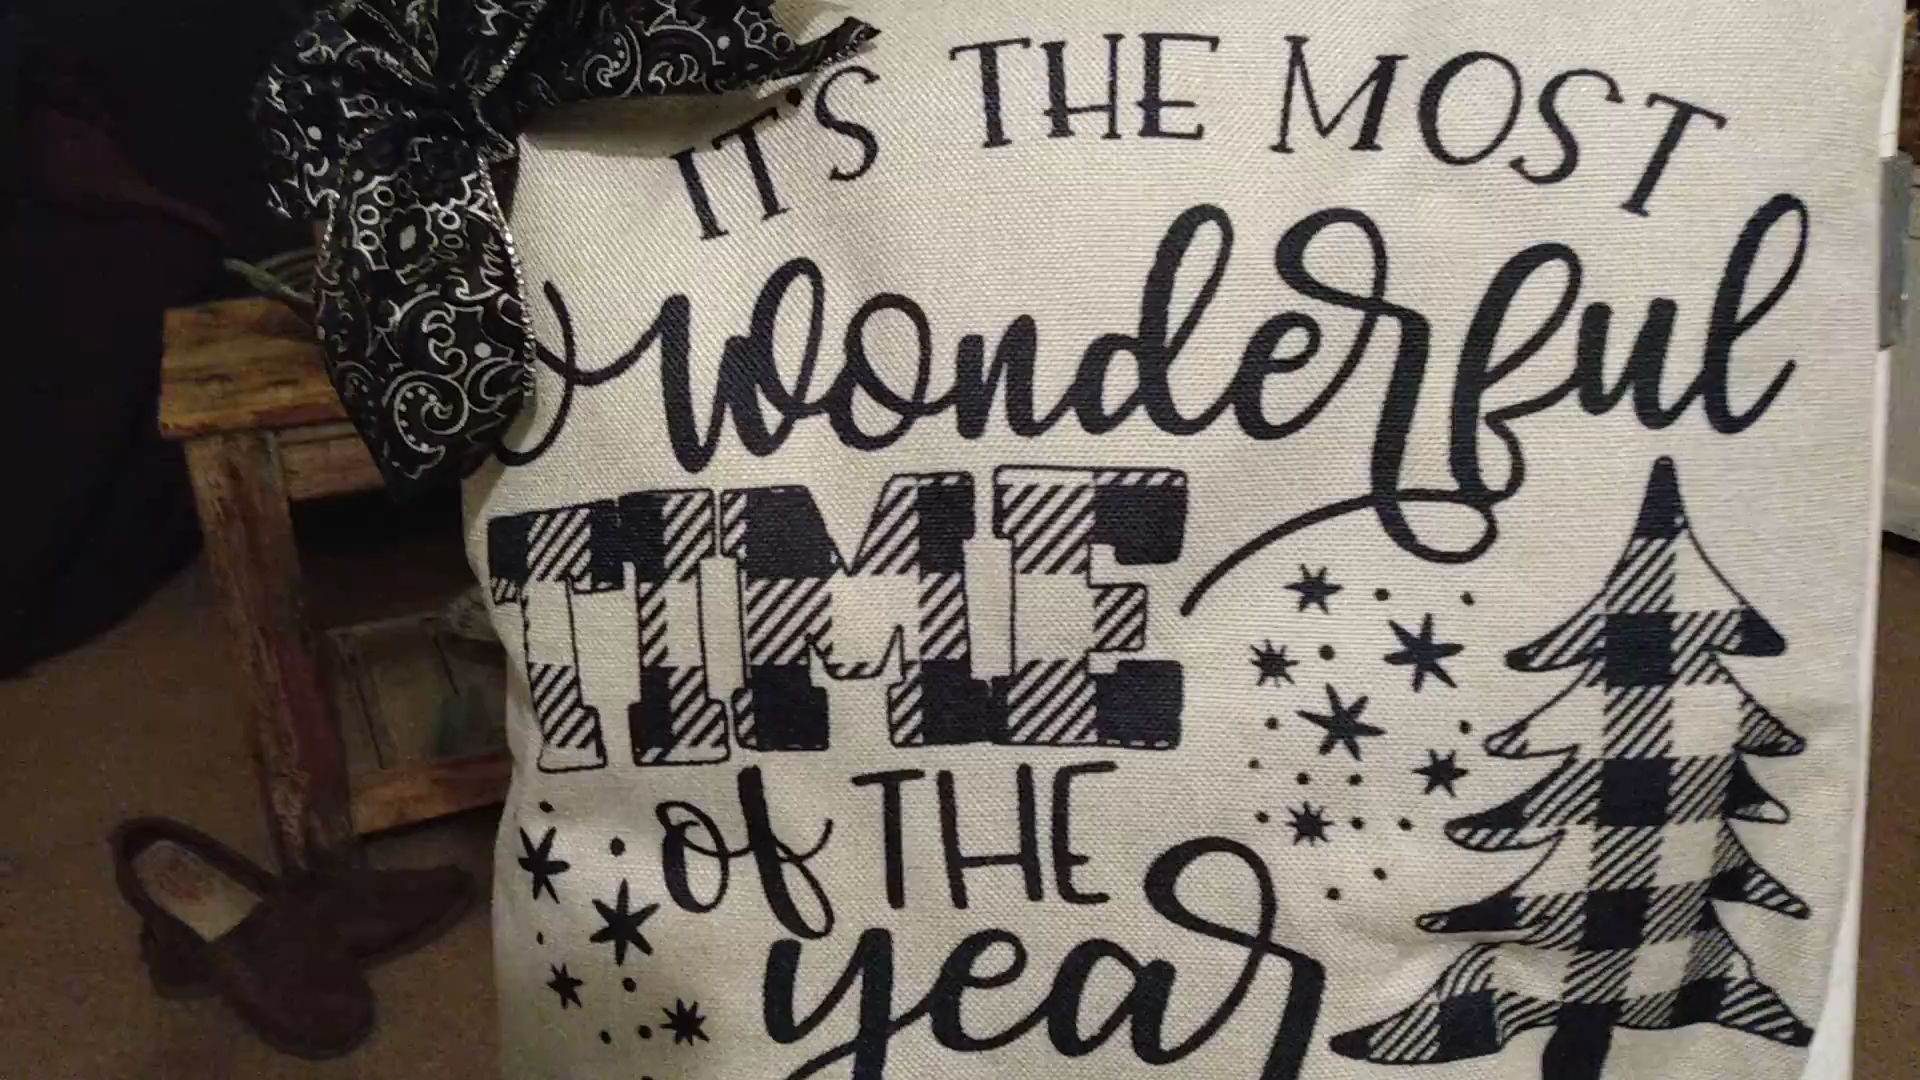 IT'S THE MOST
wonderful
TIME
of THE
year